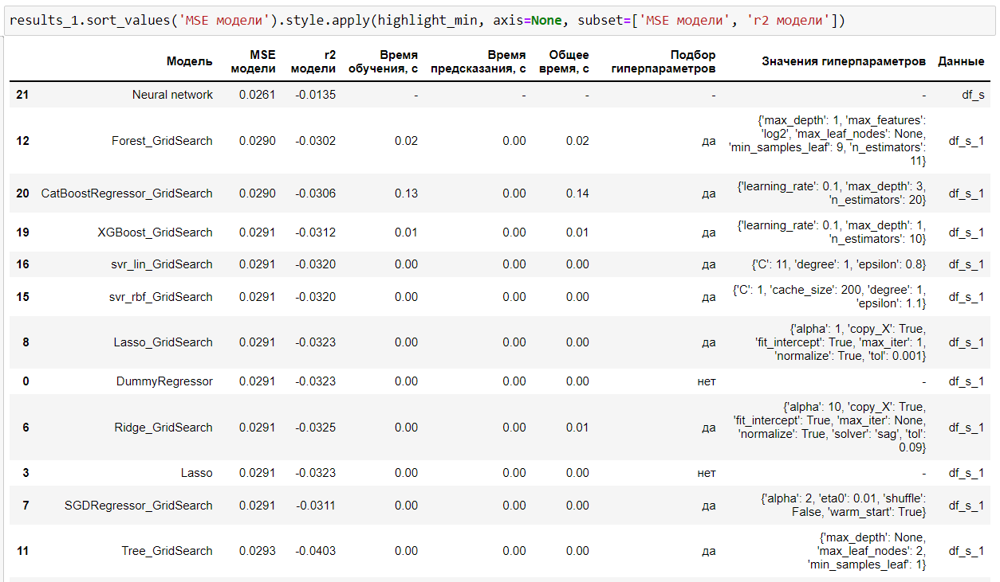 results_1.sort_values('MSE модели').style.apply(highlight_min, axis=None, subset=['MSE модели', 'r2 модели'])
Модель MSE модели r2 модели Время обучения, с Время предсказания, с Общее время, с Подбор гиперпараметров Значения гиперпараметров Данные
21 Neural network 0.0261 -0.0135 - - - - - df_s
12 Forest_GridSearch 0.0290 -0.0302 0.02 0.00 0.02 да {'max_depth': 1, 'max_features': 'log2', 'max_leaf_nodes': None, 'min_samples_leaf': 9, 'n_estimators': 11} df_s_1
20 CatBoostRegressor_GridSearch 0.0290 -0.0306 0.13 0.00 0.14 да {'learning_rate': 0.1, 'max_depth': 3, 'n_estimators': 20} df_s_1
19 XGBoost_GridSearch 0.0291 -0.0312 0.01 0.00 0.01 да {'learning_rate': 0.1, 'max_depth': 1, 'n_estimators': 10} df_s_1
16 svr_lin_GridSearch 0.0291 -0.0320 0.00 0.00 0.00 да {'C': 11, 'degree': 1, 'epsilon': 0.8} df_s_1
15 svr_rbf_GridSearch 0.0291 -0.0320 0.00 0.00 0.00 да {'C': 1, 'cache_size': 200, 'degree': 1, 'epsilon': 1.1} df_s_1
8 Lasso_GridSearch 0.0291 -0.0323 0.00 0.00 0.00 да {'alpha': 1, 'copy_X': True, 'fit_intercept': True, 'max_iter': 1, 'normalize': True, 'tol': 0.001} df_s_1
0 DummyRegressor 0.0291 -0.0323 0.00 0.00 0.00 нет - df_s_1
6 Ridge_GridSearch 0.0291 -0.0325 0.00 0.00 0.01 да {'alpha': 10, 'copy_X': True, 'fit_intercept': True, 'max_iter': None, 'normalize': True, 'solver': 'sag', 'tol': 0.09} df_s_1
3 Lasso 0.0291 -0.0323 0.00 0.00 0.00 нет - df_s_1
7 SGDRegressor_GridSearch 0.0291 -0.0311 0.00 0.00 0.00 да {'alpha': 2, 'eta0': 0.01, 'shuffle': False, 'warm_start': True} df_s_1
11 Tree_GridSearch 0.0293 -0.0403 0.00 0.00 0.00 да {'max_depth': None, 'max_leaf_nodes': 2, 'min_samples_leaf': 1} df_s_1